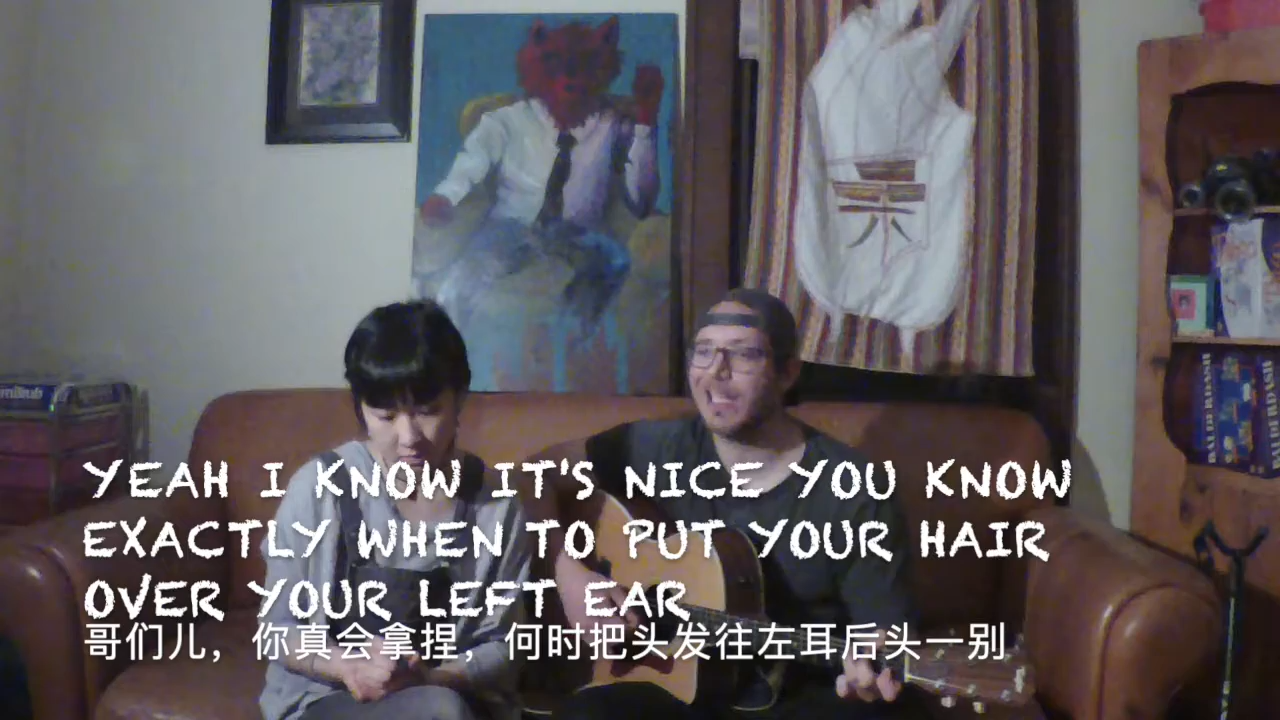 YEAH I KNOW IT'S NICE YOU KNOW
EXACTLY WHEN TO PUT YOUR HAIR
OVER YOUR LEFT EAR
哥们儿，你真会拿捏，何时把头发往左耳后头一别
BALDERDASH